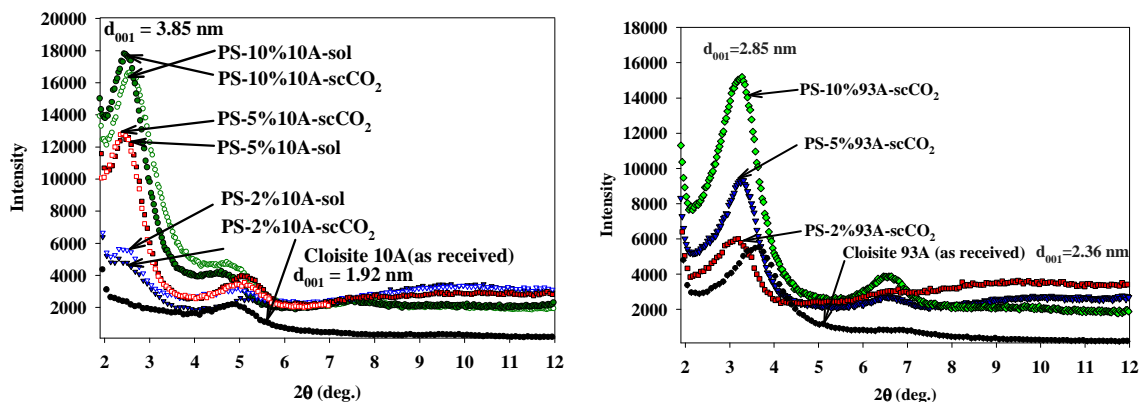 20000
18000
16000
14000
12000
10000
8000
6000
4000
2000
Intensity
d₀₀₁ = 3.85 nm
PS-10%10A-sol
PS-10%10A-scCO₂
PS-5%10A-scCO₂
PS-5%10A-sol
PS-2%10A-sol
PS-2%10A-scCO₂
Cloisite 10A (as received)
d₀₀₁ = 1.92 nm
2 3 4 5 6 7 8 9 10 11 12
2θ (deg.)
18000
16000
14000
12000
10000
8000
6000
4000
2000
Intensity
d₀₀₁=2.85 nm
PS-10%93A-scCO₂
PS-5%93A-scCO₂
PS-2%93A-scCO₂
Cloisite 93A (as received) d₀₀₁=2.36 nm
2 3 4 5 6 7 8 9 10 11 12
2θ (deg.)